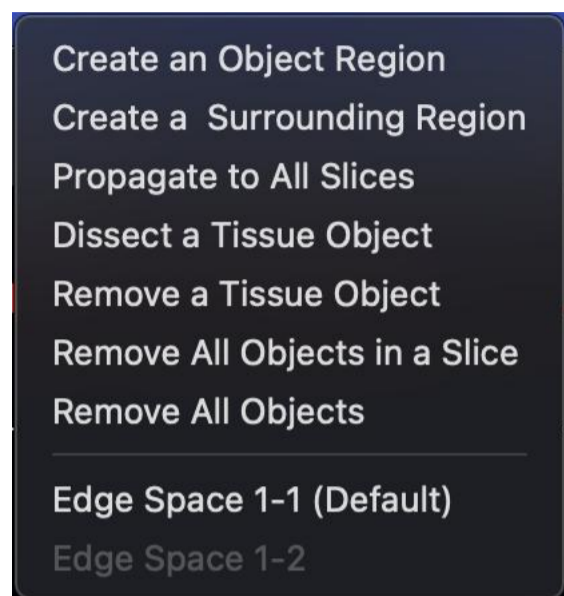 Create an Object Region
Create a  Surrounding Region
Propagate to All Slices
Dissect a Tissue Object
Remove a Tissue Object
Remove All Objects in a Slice
Remove All Objects
Edge Space 1-1 (Default)
Edge Space 1-2